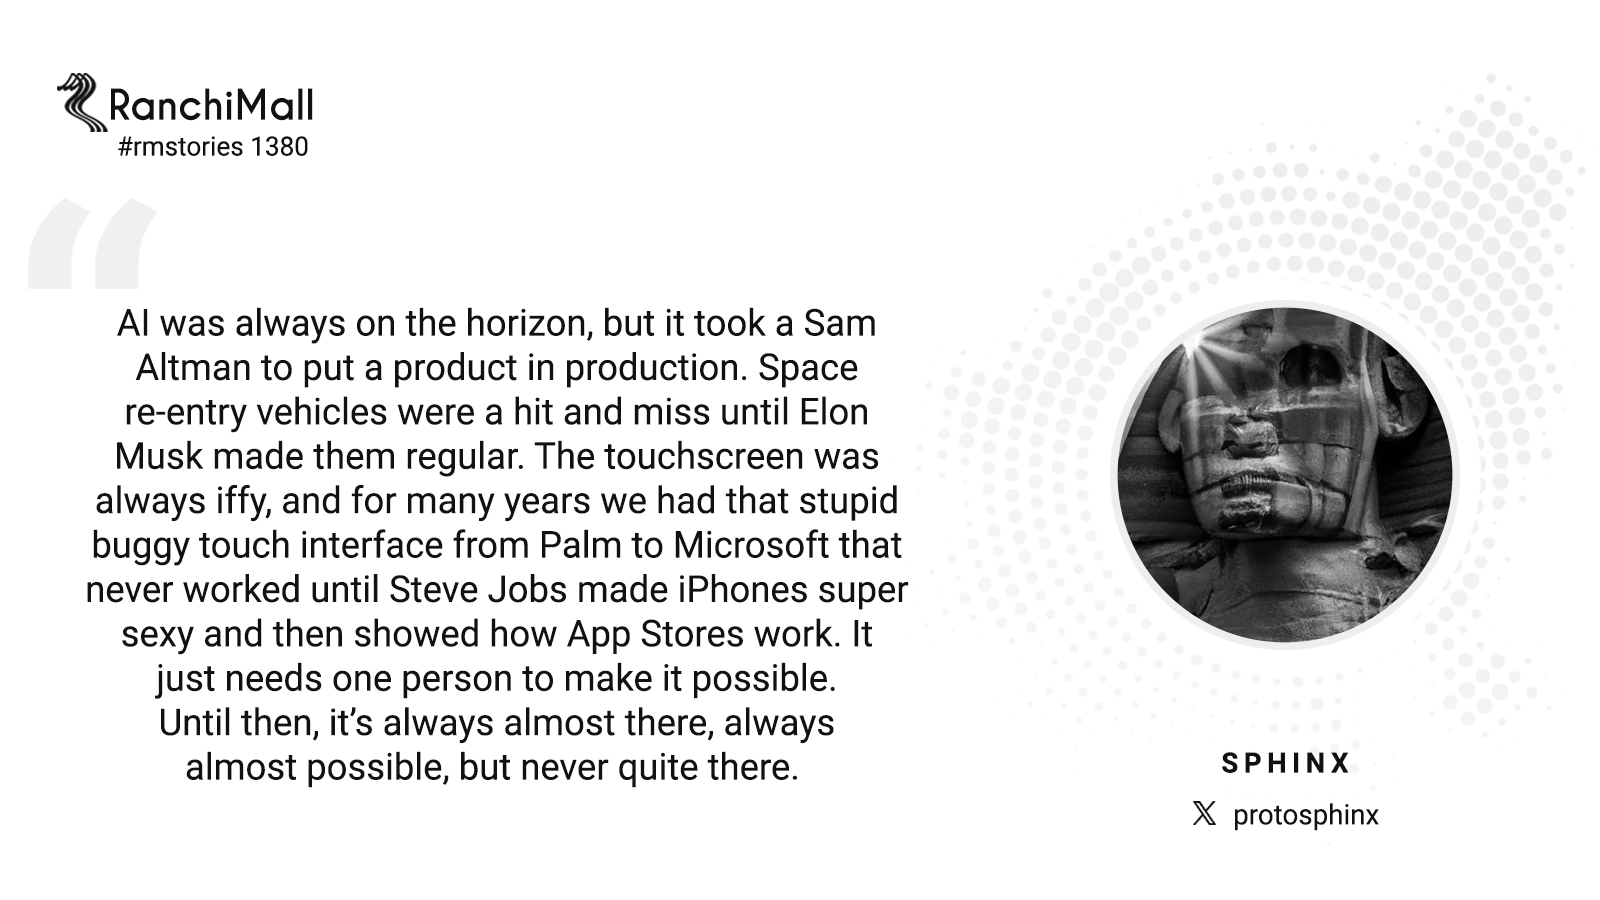 RanchiMall
#rmstories 1380
“
AI was always on the horizon, but it took a Sam
Altman to put a product in production. Space
re-entry vehicles were a hit and miss until Elon
Musk made them regular. The touchscreen was
always iffy, and for many years we had that stupid
buggy touch interface from Palm to Microsoft that
never worked until Steve Jobs made iPhones super
sexy and then showed how App Stores work. It
just needs one person to make it possible.
Until then, it’s always almost there, always
almost possible, but never quite there.
SPHINX
𝕏 protosphinx